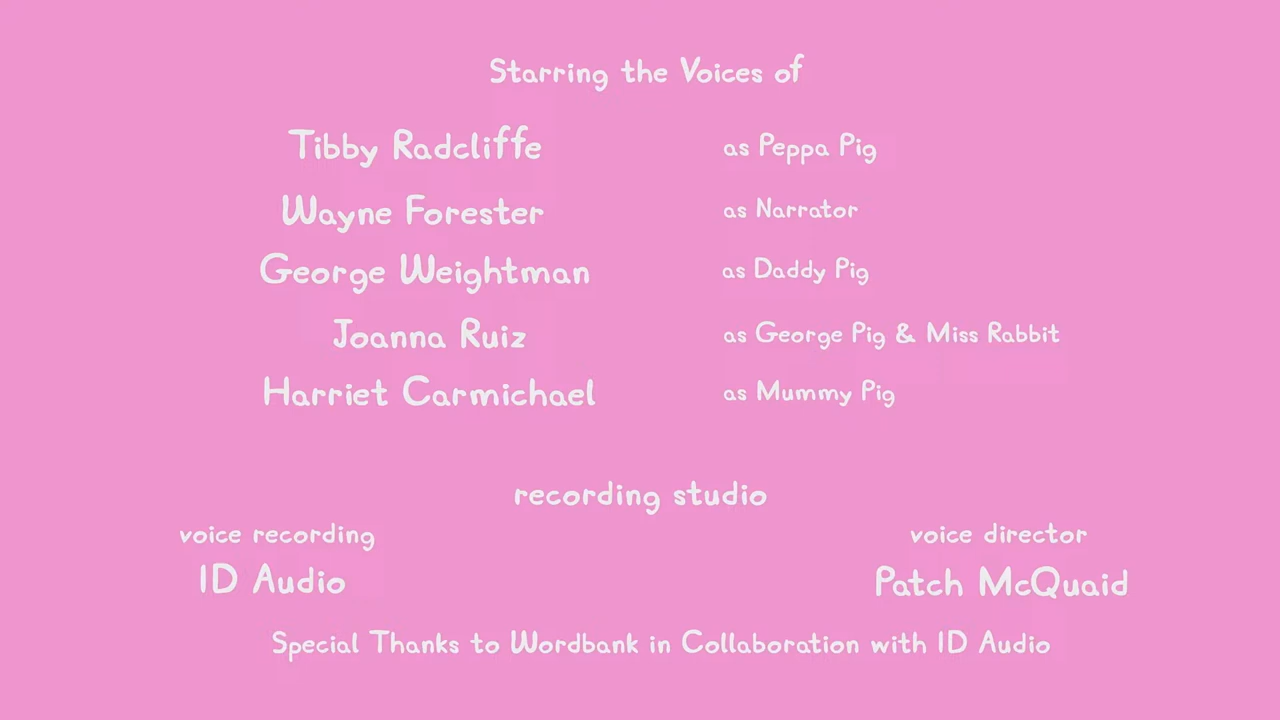 Starring the Voices of
Tibby Radcliffe as Peppa Pig
Wayne Forester as Narrator
George Weightman as Daddy Pig
Joanna Ruiz as George Pig & Miss Rabbit
Harriet Carmichael as Mummy Pig
recording studio
voice recording voice director
ID Audio Patch McQuaid
Special Thanks to Wordbank in Collaboration with ID Audio